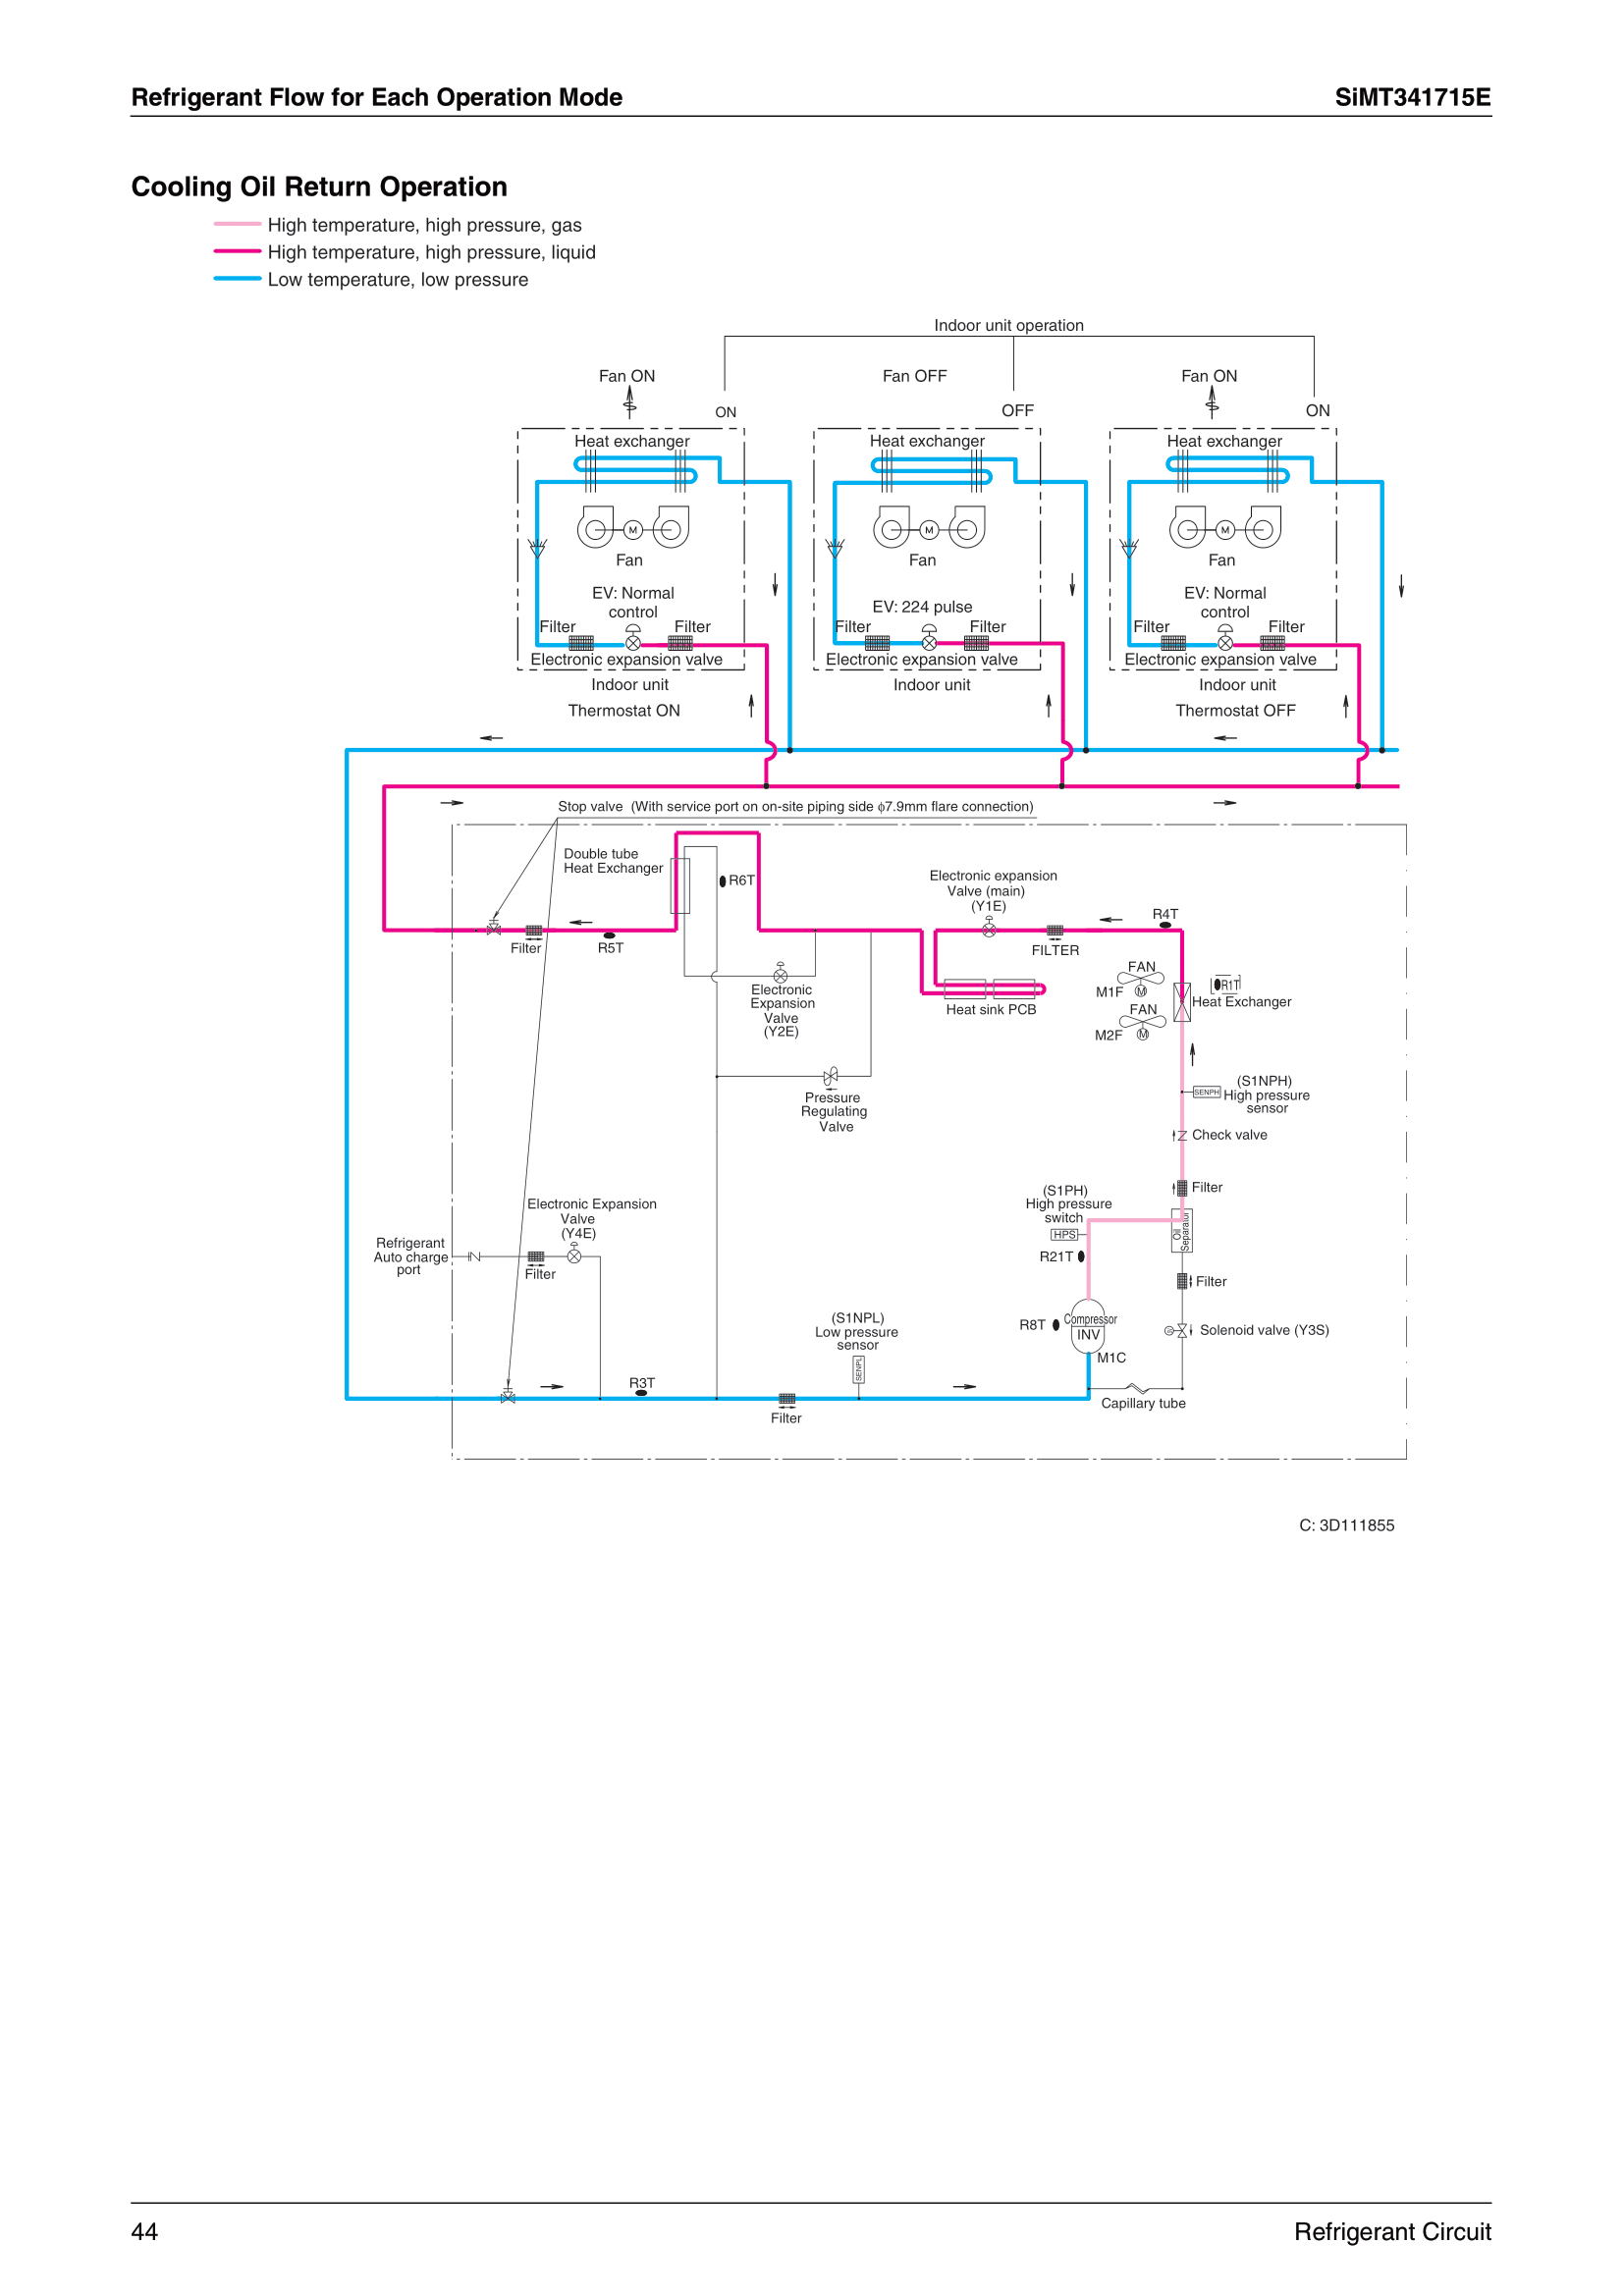 Refrigerant Flow for Each Operation Mode
SiMT341715E
Cooling Oil Return Operation
High temperature, high pressure, gas
High temperature, high pressure, liquid
Low temperature, low pressure
Indoor unit operation
Fan ON
Fan OFF
Fan ON
ON
OFF
ON
Heat exchanger
Heat exchanger
Heat exchanger
M
M
M
Fan
Fan
Fan
EV: Normal
control
EV: 224 pulse
EV: Normal
control
Filter
Filter
Filter
Filter
Filter
Filter
Electronic expansion valve
Electronic expansion valve
Electronic expansion valve
Indoor unit
Indoor unit
Indoor unit
Thermostat ON
Thermostat OFF
Stop valve (With service port on on-site piping side φ7.9mm flare connection)
Double tube
Heat Exchanger
R6T
Electronic expansion
Valve (main)
(Y1E)
R4T
Filter
R5T
FILTER
FAN
M1F
M
R1T
Heat Exchanger
FAN
M2F
M
Electronic
Expansion
Valve
(Y2E)
Heat sink PCB
(S1NPH)
SENPH
High pressure
sensor
Pressure
Regulating
Valve
Check valve
Filter
(S1PH)
High pressure
switch
HPS
Oil
Separator
R21T
Electronic Expansion
Valve
(Y4E)
Refrigerant
Auto charge
port
Filter
Filter
(S1NPL)
Low pressure
sensor
SENPL
R8T
Compressor
INV
M1C
Solenoid valve (Y3S)
R3T
Filter
Capillary tube
C: 3D111855
44
Refrigerant Circuit